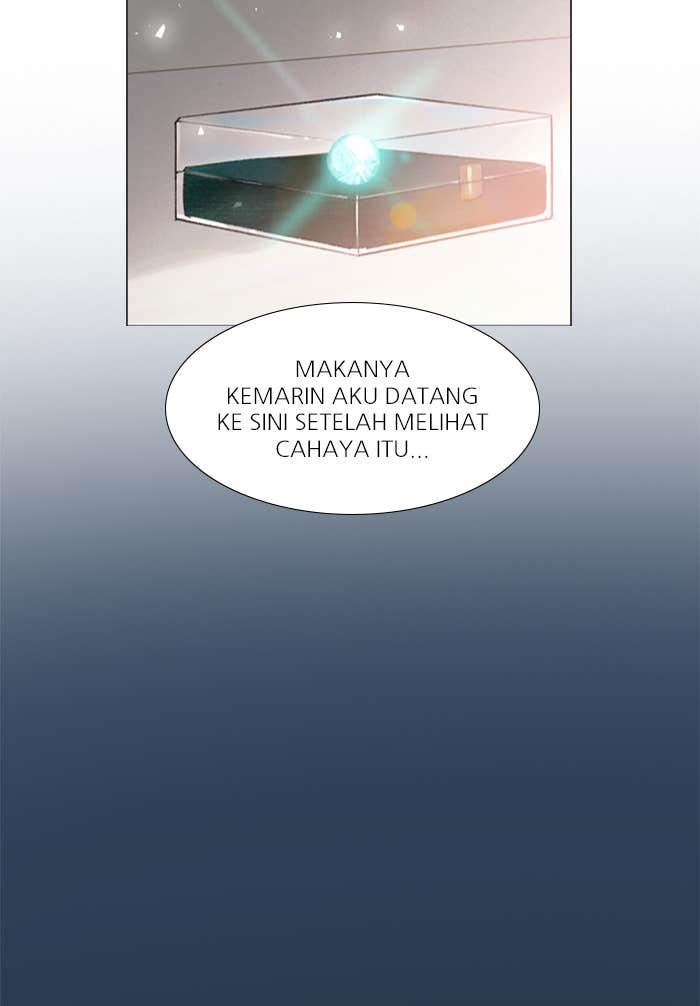 MAKANYA
KEMARIN AKU DATANG
KE SINI SETELAH MELIHAT
CAHAYA ITU...